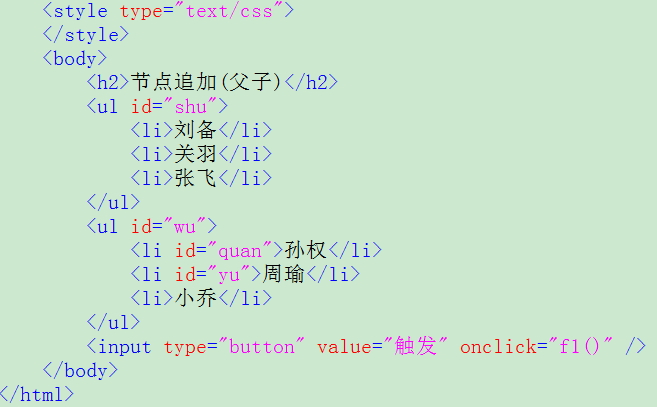 <style type="text/css">
</style>
<body>
<h2>节点追加(父子)</h2>
<ul id="shu">
<li>刘备</li>
<li>关羽</li>
<li>张飞</li>
</ul>
<ul id="wu">
<li id="quan">孙权</li>
<li id="yu">周瑜</li>
<li>小乔</li>
</ul>
<input type="button" value="触发" onclick="f1()" />
</body>
</html>